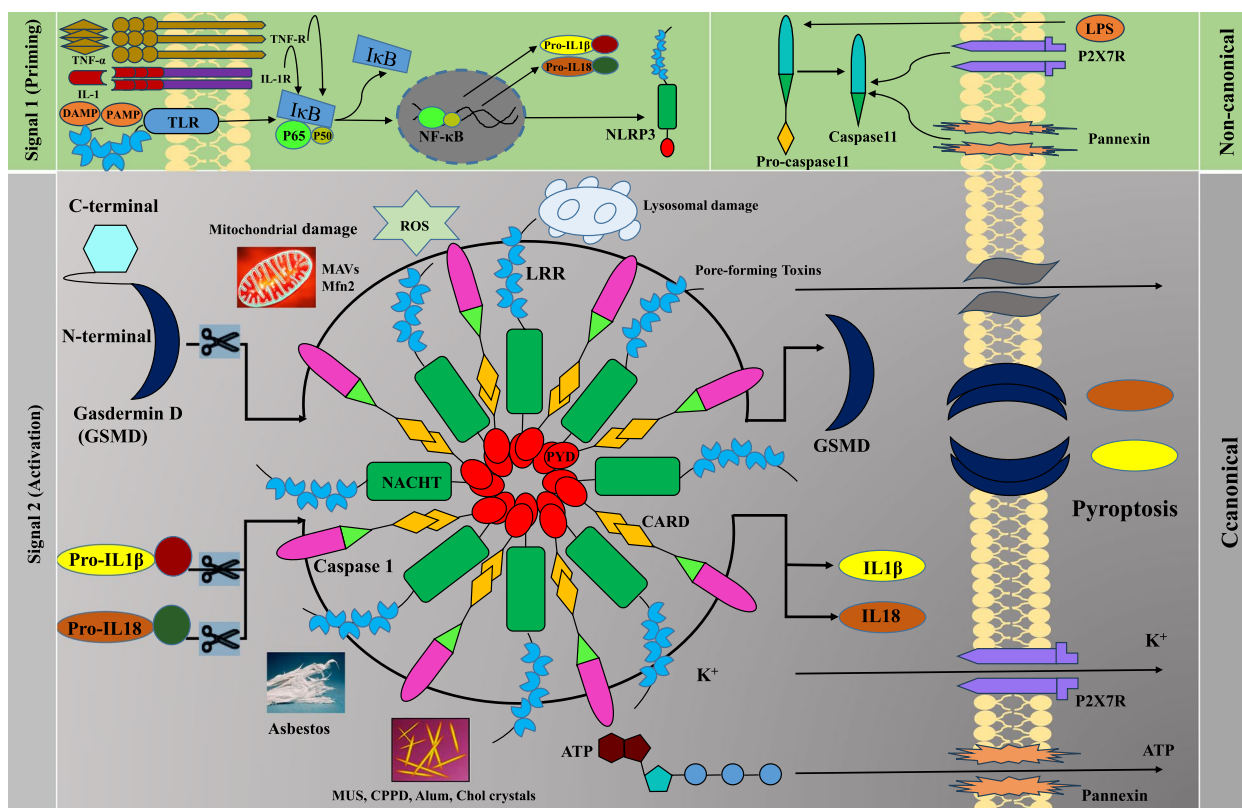 Signal 1 (Priming)
TNF-α
TNF-R
IL-1
IL-1R
DAMP
PAMP
TLR
IκB
IκB
P65
P50
NF-κB
Pro-IL1β
Pro-IL18
NLRP3
Pro-caspase11
Caspase11
LPS
P2X7R
Pannexin
Non-canonical
Signal 2 (Activation)
C-terminal
N-terminal
Gasdermin D
(GSMD)
Mitochondrial damage
MAVs
Mfn2
ROS
LRR
Lysosomal damage
Pore-forming Toxins
GSMD
PYD
NACHT
CARD
Caspase 1
Pro-IL1β
Pro-IL18
IL1β
IL18
Pyroptosis
Ccanonical
Asbestos
MUS, CPPD, Alum, Chol crystals
K+
K+
P2X7R
ATP
ATP
Pannexin